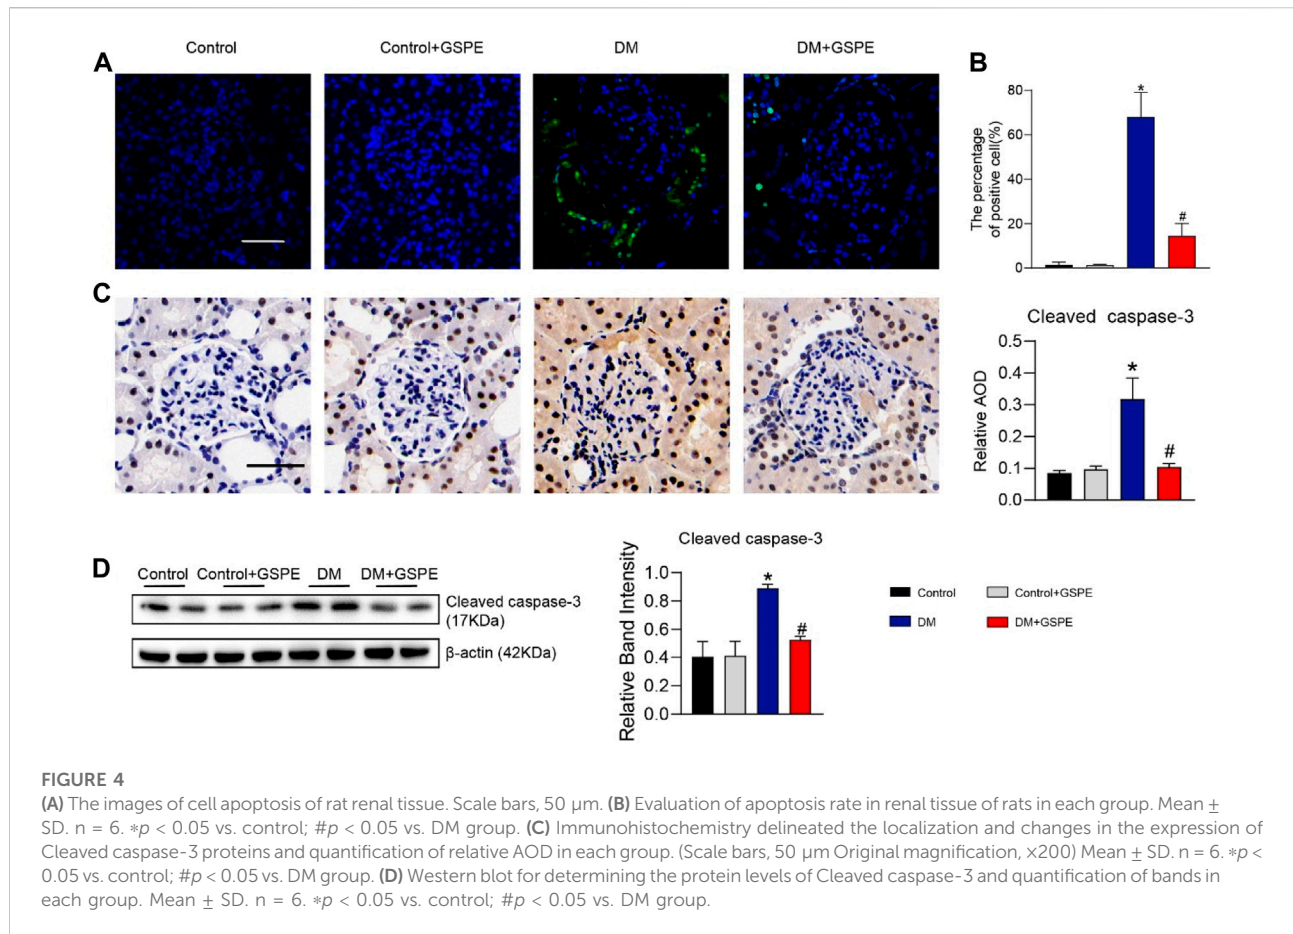 Control Control+GSPE DM DM+GSPE
A
B
80
60
40
20
0
The percentage
of positive cell(%)
*
#
C
Cleaved caspase-3
0.5
0.4
0.3
0.2
0.1
0.0
Relative AOD
*
#
D
Control Control+GSPE DM DM+GSPE
Cleaved caspase-3
(17KDa)
β-actin (42KDa)
Cleaved caspase-3
1.0
0.8
0.6
0.4
0.2
0.0
Relative Band Intensity
*
#
Control Control+GSPE
DM DM+GSPE
FIGURE 4
(A) The images of cell apoptosis of rat renal tissue. Scale bars, 50 µm. (B) Evaluation of apoptosis rate in renal tissue of rats in each group. Mean ±
SD. n = 6. *p < 0.05 vs. control; #p < 0.05 vs. DM group. (C) Immunohistochemistry delineated the localization and changes in the expression of
Cleaved caspase-3 proteins and quantification of relative AOD in each group. (Scale bars, 50 µm Original magnification, ×200) Mean ± SD. n = 6. *p <
0.05 vs. control; #p < 0.05 vs. DM group. (D) Western blot for determining the protein levels of Cleaved caspase-3 and quantification of bands in
each group. Mean ± SD. n = 6. *p < 0.05 vs. control; #p < 0.05 vs. DM group.